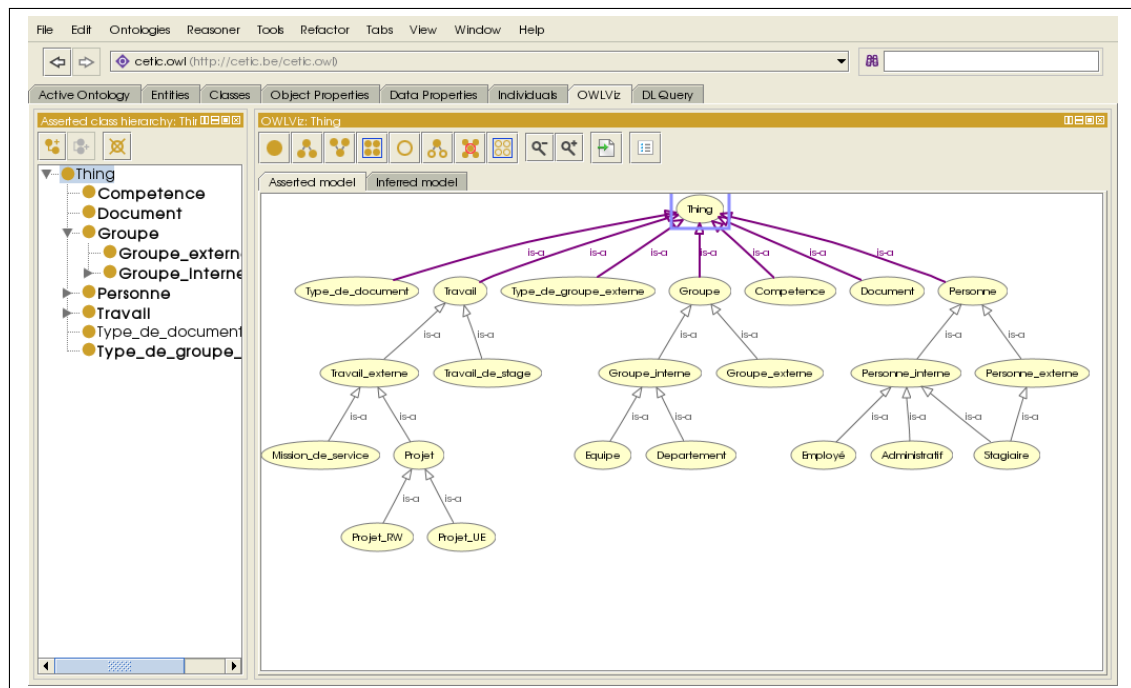 File Edit Ontologies Reasoner Tools Refactor Tabs View Window Help
cetic.owl (http://cetic.be/cetic.owl)
Active Ontology Entities Classes Object Properties Data Properties Individuals OWLViz DL Query
Asserted class hierarchy: Thir
Thing
Competence
Document
Groupe
Groupe_extern
Groupe_interne
Personne
Travail
Type_de_document
Type_de_groupe_
OWLViz: Thing
Asserted model Inferred model
Thing
is-a is-a is-a is-a is-a is-a is-a
Type_de_document Travail Type_de_groupe_externe Groupe Competence Document Personne
is-a is-a is-a is-a is-a is-a
Travail_externe Travail_de_stage Groupe_interne Groupe_externe Personne_interne Personne_externe
is-a is-a is-a is-a is-a is-a is-a is-a
Mission_de_service Projet Equipe Departement Employé Administratif Stagiaire
is-a is-a
Projet_RW Projet_UE